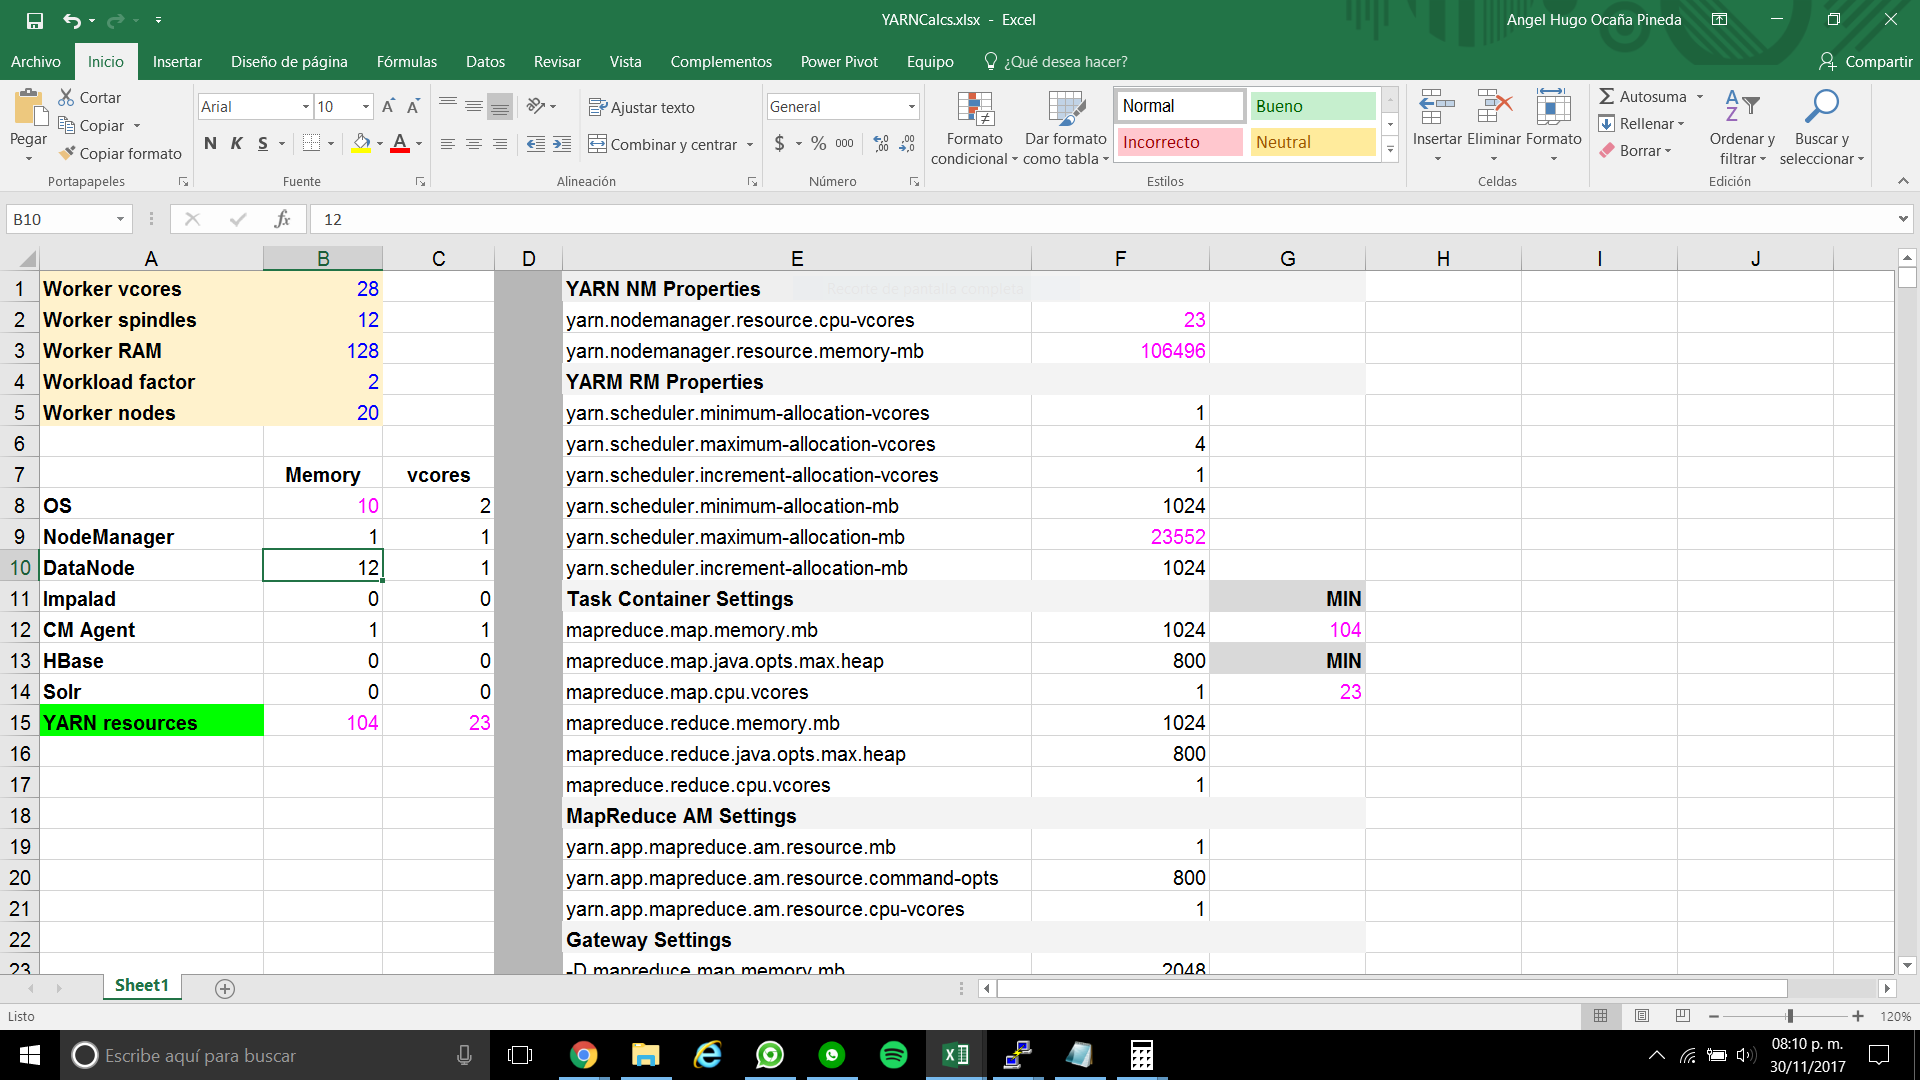 YARNCalcs.xlsx - Excel
Angel Hugo Ocaña Pineda
Archivo Inicio Insertar Diseño de página Fórmulas Datos Revisar Vista Complementos Power Pivot Equipo ¿Qué desea hacer? Compartir
Pegar
Cortar
Copiar
Copiar formato
Portapapeles
Arial 10
N K S
Fuente
Ajustar texto
Combinar y centrar
Alineación
General
$ % 000
Número
Formato condicional
Dar formato como tabla
Normal Bueno
Incorrecto Neutral
Estilos
Insertar Eliminar Formato
Celdas
Autosuma
Rellenar
Borrar
Ordenar y filtrar
Buscar y seleccionar
Edición
B10 fx 12
A B C D E F G H I J
1 Worker vcores 28 YARN NM Properties
2 Worker spindles 12 yarn.nodemanager.resource.cpu-vcores 23
3 Worker RAM 128 yarn.nodemanager.resource.memory-mb 106496
4 Workload factor 2 YARM RM Properties
5 Worker nodes 20 yarn.scheduler.minimum-allocation-vcores 1
6 yarn.scheduler.maximum-allocation-vcores 4
7 Memory vcores yarn.scheduler.increment-allocation-vcores 1
8 OS 10 2 yarn.scheduler.minimum-allocation-mb 1024
9 NodeManager 1 1 yarn.scheduler.maximum-allocation-mb 23552
10 DataNode 12 1 yarn.scheduler.increment-allocation-mb 1024
11 Impalad 0 0 Task Container Settings MIN
12 CM Agent 1 1 mapreduce.map.memory.mb 1024 104
13 HBase 0 0 mapreduce.map.java.opts.max.heap 800 MIN
14 Solr 0 0 mapreduce.map.cpu.vcores 1 23
15 YARN resources 104 23 mapreduce.reduce.memory.mb 1024
16 mapreduce.reduce.java.opts.max.heap 800
17 mapreduce.reduce.cpu.vcores 1
18 MapReduce AM Settings
19 yarn.app.mapreduce.am.resource.mb 1
20 yarn.app.mapreduce.am.resource.command-opts 800
21 yarn.app.mapreduce.am.resource.cpu-vcores 1
22 Gateway Settings
23 -D mapreduce.map.memory.mb 2048
Sheet1
Listo
120%
Escribe aquí para buscar
08:10 p. m.
30/11/2017